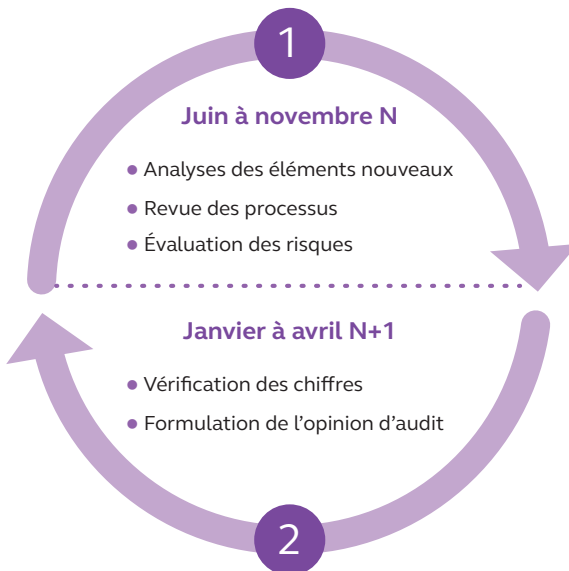 1
Juin à novembre N
• Analyses des éléments nouveaux
• Revue des processus
• Évaluation des risques
Janvier à avril N+1
• Vérification des chiffres
• Formulation de l’opinion d’audit
2